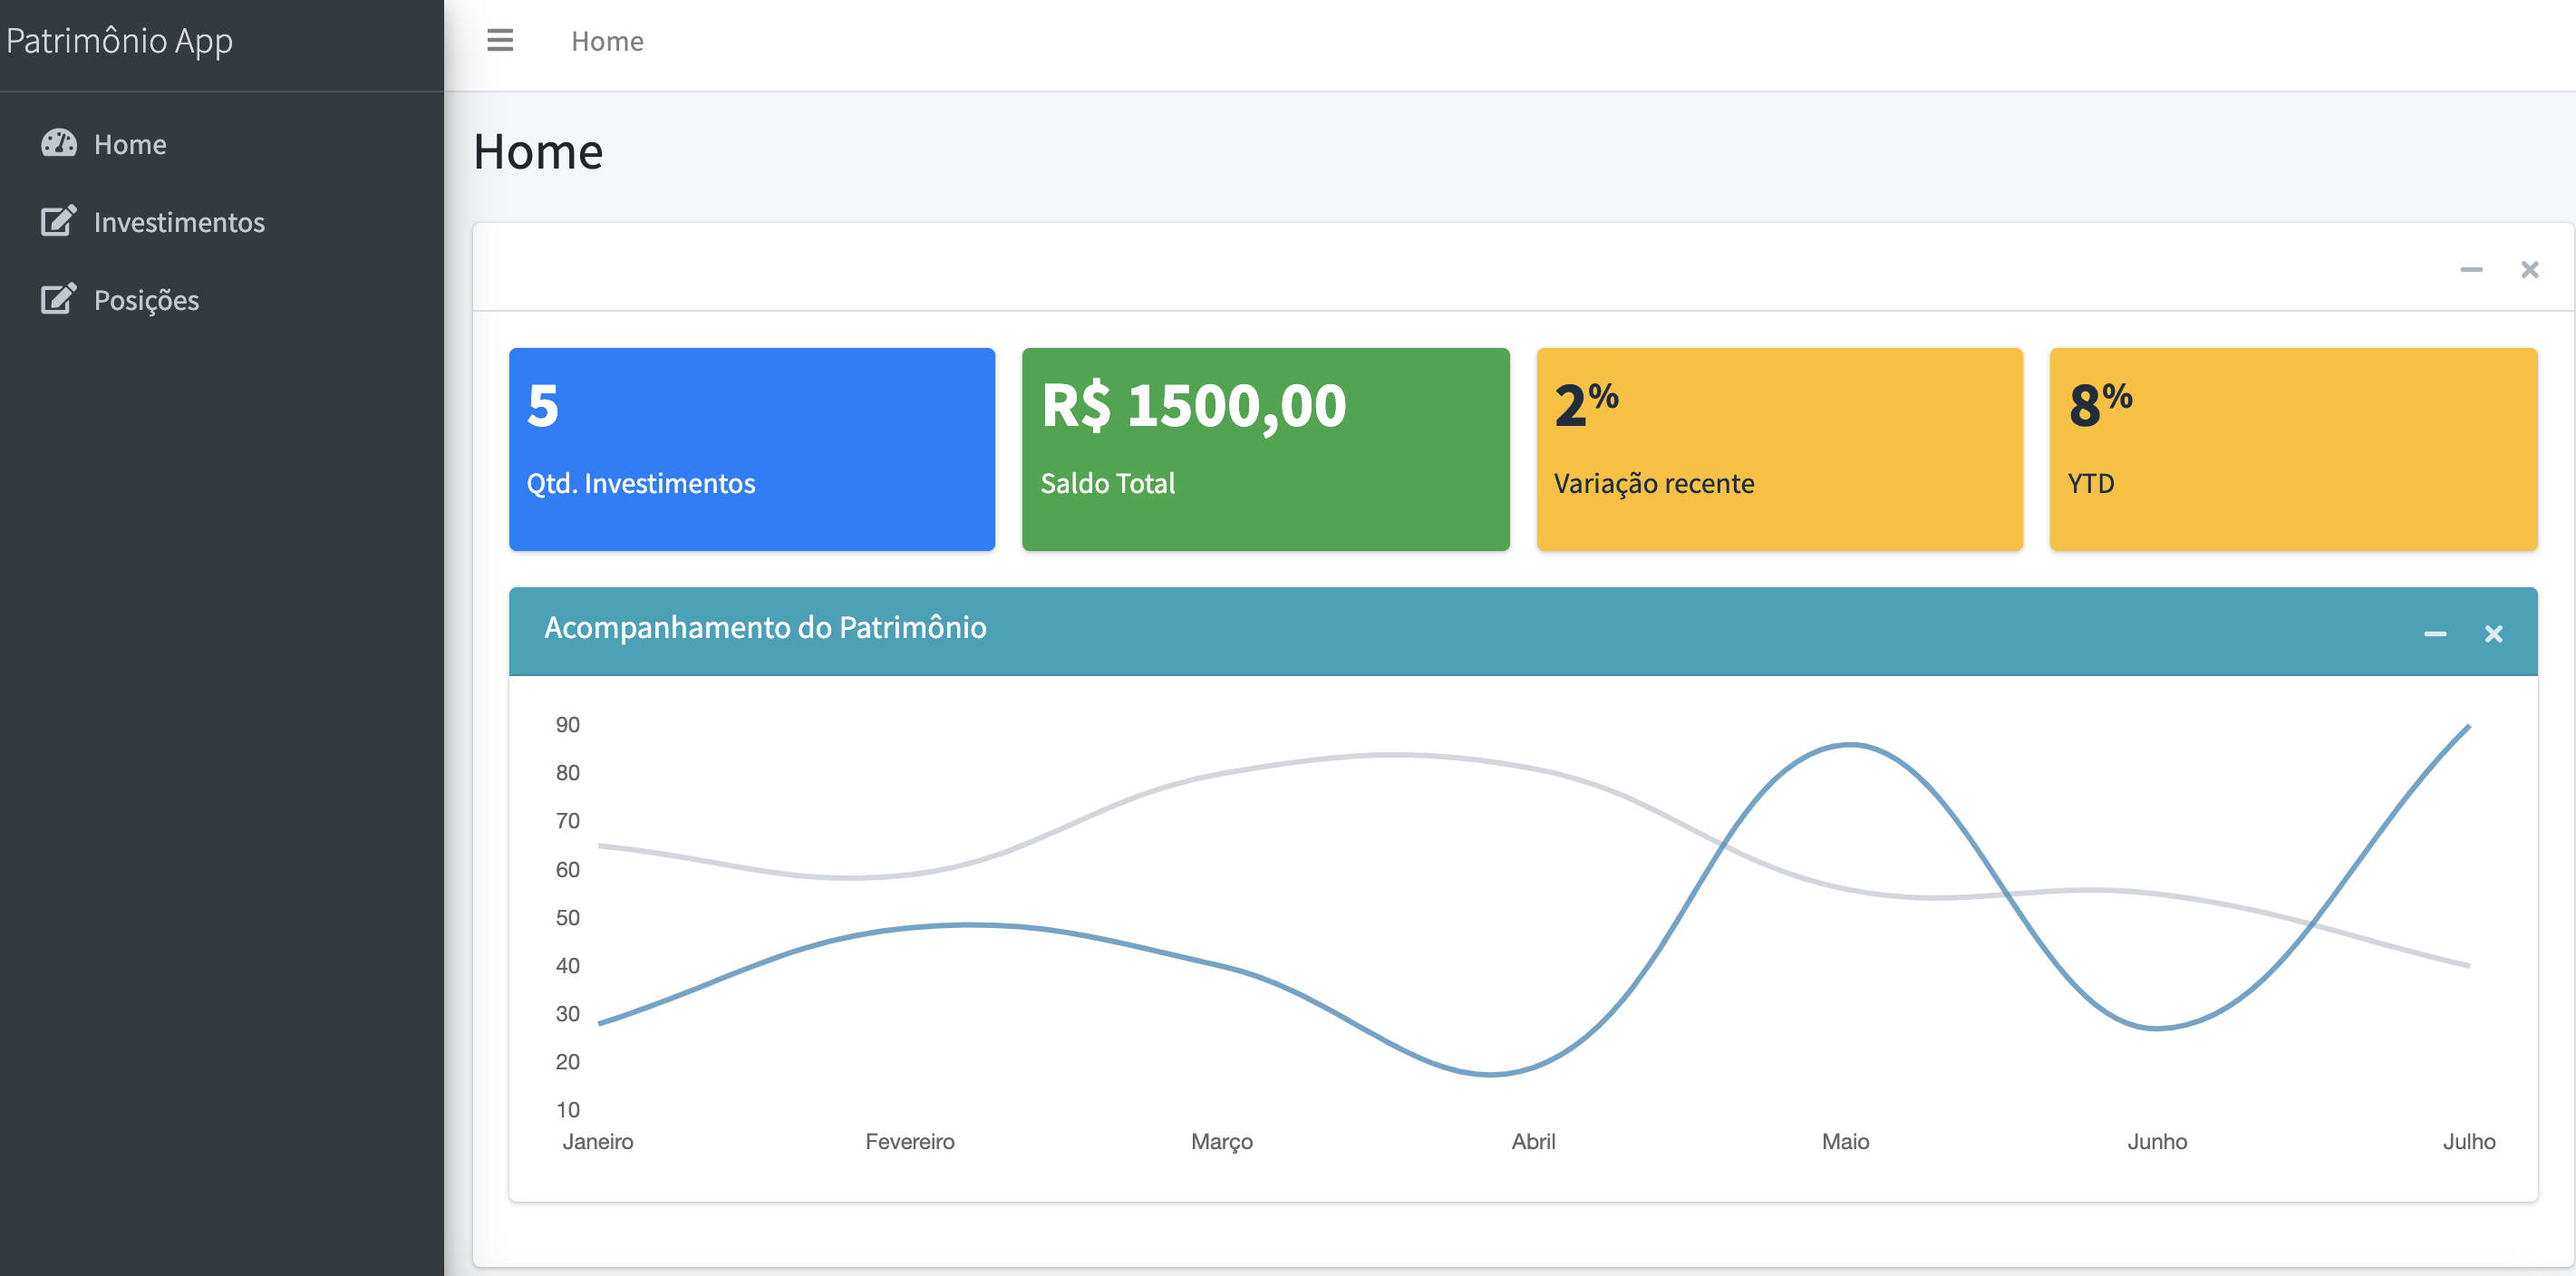 Patrimônio App
Home
Home
Investimentos
Posições
Home
5
Qtd. Investimentos
R$ 1500,00
Saldo Total
2%
Variação recente
8%
YTD
Acompanhamento do Patrimônio
90
80
70
60
50
40
30
20
10
Janeiro Fevereiro Março Abril Maio Junho Julho